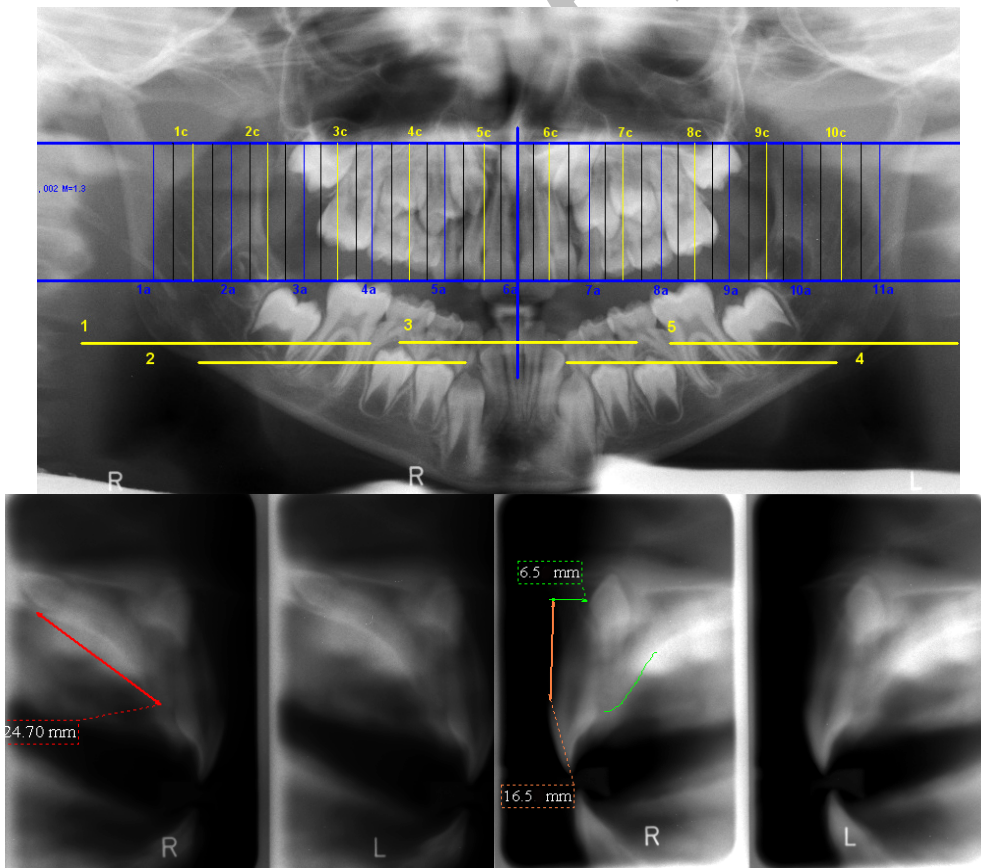 1c 2c 3c 4c 5c 6c 7c 8c 9c 10c
, 002 M=1.3
1a 2a 3a 4a 5a 6a 7a 8a 9a 10a 11a
1 3 5
2 4
R R L
6.5 mm
24.70 mm
16.5 mm
R L R L